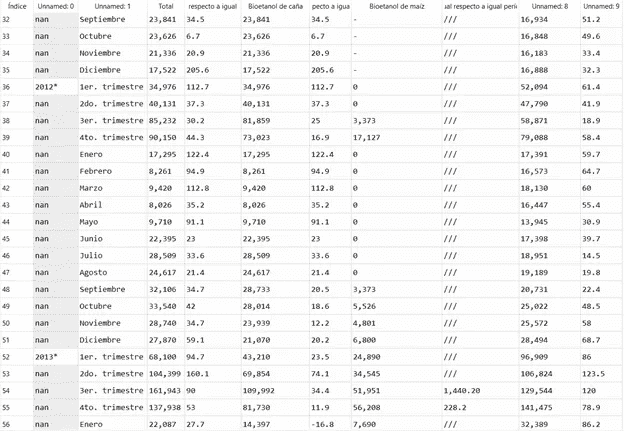 Índice Unnamed: 0 Unnamed: 1 Total respecto a igual Bioetanol de caña pecto a igua Bioetanol de maíz ual respecto a igual perío Unnamed: 8 Unnamed: 9
32 nan Septiembre 23,841 34.5 23,841 34.5 - /// 16,934 51.2
33 nan Octubre 23,626 6.7 23,626 6.7 - /// 16,848 49.6
34 nan Noviembre 21,336 20.9 21,336 20.9 - /// 16,183 33.4
35 nan Diciembre 17,522 205.6 17,522 205.6 - /// 16,888 32.3
36 2012* 1er. trimestre 34,976 112.7 34,976 112.7 0 /// 52,094 61.4
37 nan 2do. trimestre 40,131 37.3 40,131 37.3 0 /// 47,790 41.9
38 nan 3er. trimestre 85,232 30.2 81,859 25 3,373 /// 58,871 18.9
39 nan 4to. trimestre 90,150 44.3 73,023 16.9 17,127 /// 79,088 58.4
40 nan Enero 17,295 122.4 17,295 122.4 0 /// 17,391 59.7
41 nan Febrero 8,261 94.9 8,261 94.9 0 /// 16,573 64.7
42 nan Marzo 9,420 112.8 9,420 112.8 0 /// 18,130 60
43 nan Abril 8,026 35.2 8,026 35.2 0 /// 16,447 55.4
44 nan Mayo 9,710 91.1 9,710 91.1 0 /// 13,945 30.9
45 nan Junio 22,395 23 22,395 23 0 /// 17,398 39.7
46 nan Julio 28,509 33.6 28,509 33.6 0 /// 18,951 14.5
47 nan Agosto 24,617 21.4 24,617 21.4 0 /// 19,189 19.8
48 nan Septiembre 32,106 34.7 28,733 20.5 3,373 /// 20,731 22.4
49 nan Octubre 33,540 42 28,014 18.6 5,526 /// 25,022 48.5
50 nan Noviembre 28,740 34.7 23,939 12.2 4,801 /// 25,572 58
51 nan Diciembre 27,870 59.1 21,070 20.2 6,800 /// 28,494 68.7
52 2013* 1er. trimestre 68,100 94.7 43,210 23.5 24,890 /// 96,909 86
53 nan 2do. trimestre 104,399 160.1 69,854 74.1 34,545 /// 106,824 123.5
54 nan 3er. trimestre 161,943 90 109,992 34.4 51,951 1,440.20 129,544 120
55 nan 4to. trimestre 137,938 53 81,730 11.9 56,208 228.2 141,475 78.9
56 nan Enero 22,087 27.7 14,397 -16.8 7,690 /// 32,389 86.2